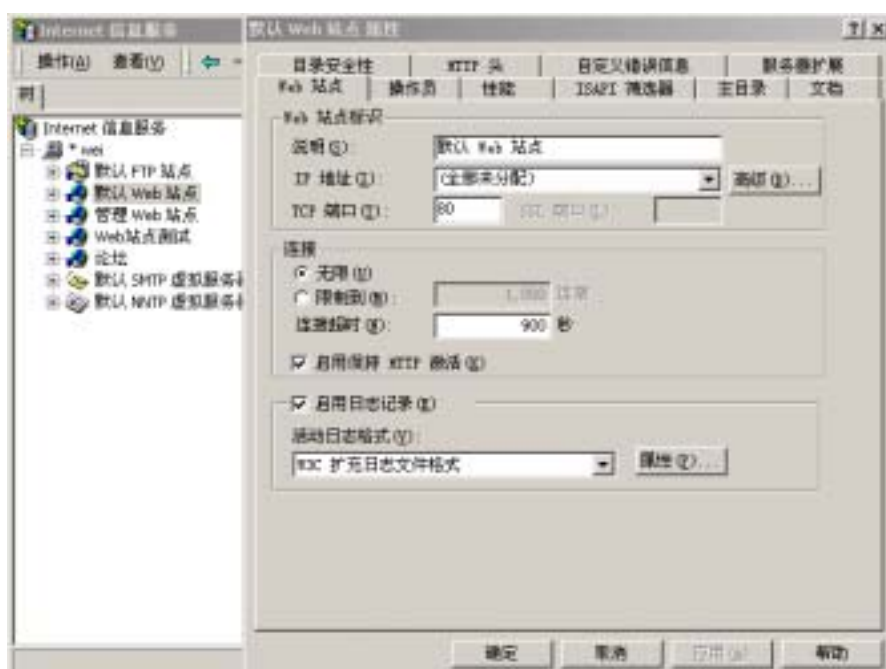 Internet 信息服务
操作(A) 查看(V)
树
Internet 信息服务
* wei
默认 FTP 站点
默认 Web 站点
管理 Web 站点
Web站点测试
论坛
默认 SMTP 虚拟服务器
默认 NNTP 虚拟服务器
默认 Web 站点 属性
目录安全性 HTTP 头 自定义错误信息 服务器扩展
Web 站点 操作员 性能 ISAPI 筛选器 主目录 文档
Web 站点标识
说明(S): 默认 Web 站点
IP 地址(I): (全部未分配) 高级(D)...
TCP 端口(T): 80 SSL 端口(L):
连接
无限(U)
限制到(M): 1,000 连接
连接超时(N): 900 秒
启用保持 HTTP 激活(K)
启用日志记录(E)
活动日志格式(V):
W3C 扩充日志文件格式 属性(P)...
确定 取消 应用(A) 帮助